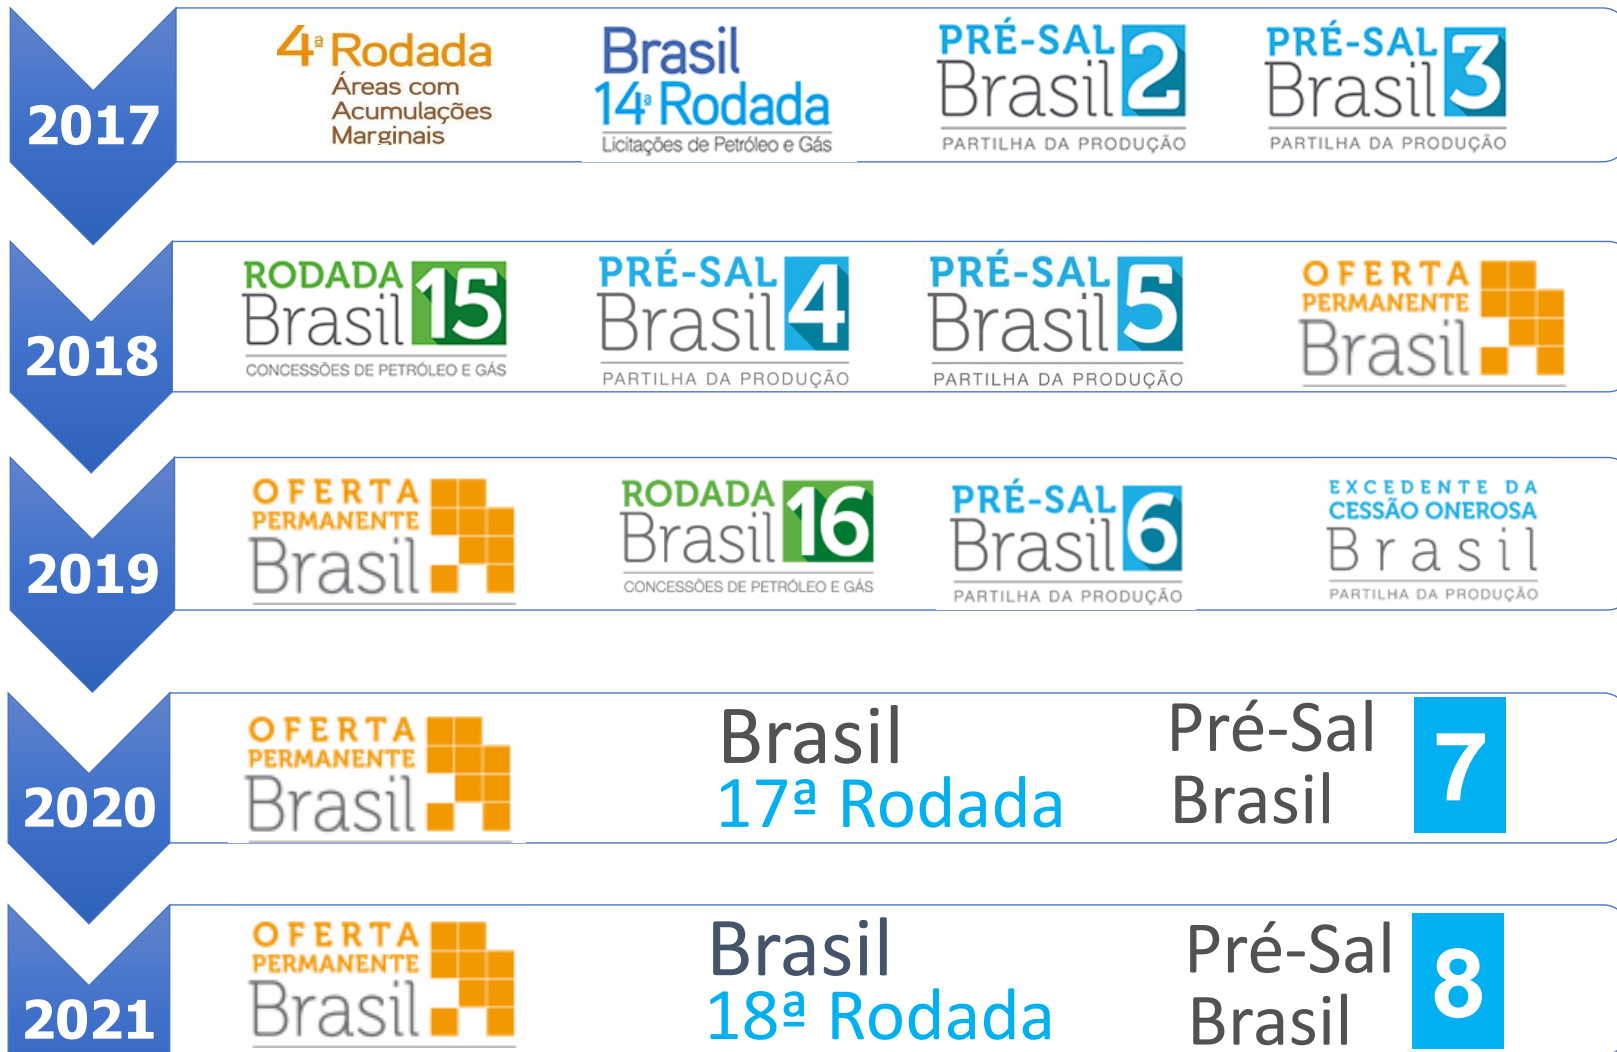 2017
4ª Rodada
Áreas com
Acumulações
Marginais
Brasil
14ª Rodada
Licitações de Petróleo e Gás
PRÉ-SAL
Brasil 2
PARTILHA DA PRODUÇÃO
PRÉ-SAL
Brasil 3
PARTILHA DA PRODUÇÃO
2018
RODADA
Brasil 15
CONCESSÕES DE PETRÓLEO E GÁS
PRÉ-SAL
Brasil 4
PARTILHA DA PRODUÇÃO
PRÉ-SAL
Brasil 5
PARTILHA DA PRODUÇÃO
OFERTA
PERMANENTE
Brasil
2019
OFERTA
PERMANENTE
Brasil
RODADA
Brasil 16
CONCESSÕES DE PETRÓLEO E GÁS
PRÉ-SAL
Brasil 6
PARTILHA DA PRODUÇÃO
EXCEDENTE DA
CESSÃO ONEROSA
Brasil
PARTILHA DA PRODUÇÃO
2020
OFERTA
PERMANENTE
Brasil
Brasil
17ª Rodada
Pré-Sal
Brasil 7
2021
OFERTA
PERMANENTE
Brasil
Brasil
18ª Rodada
Pré-Sal
Brasil 8